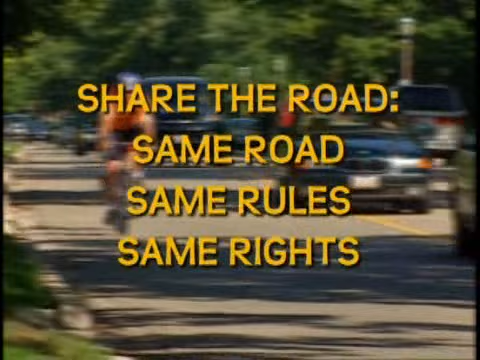 SHARE THE ROAD:
SAME ROAD
SAME RULES
SAME RIGHTS